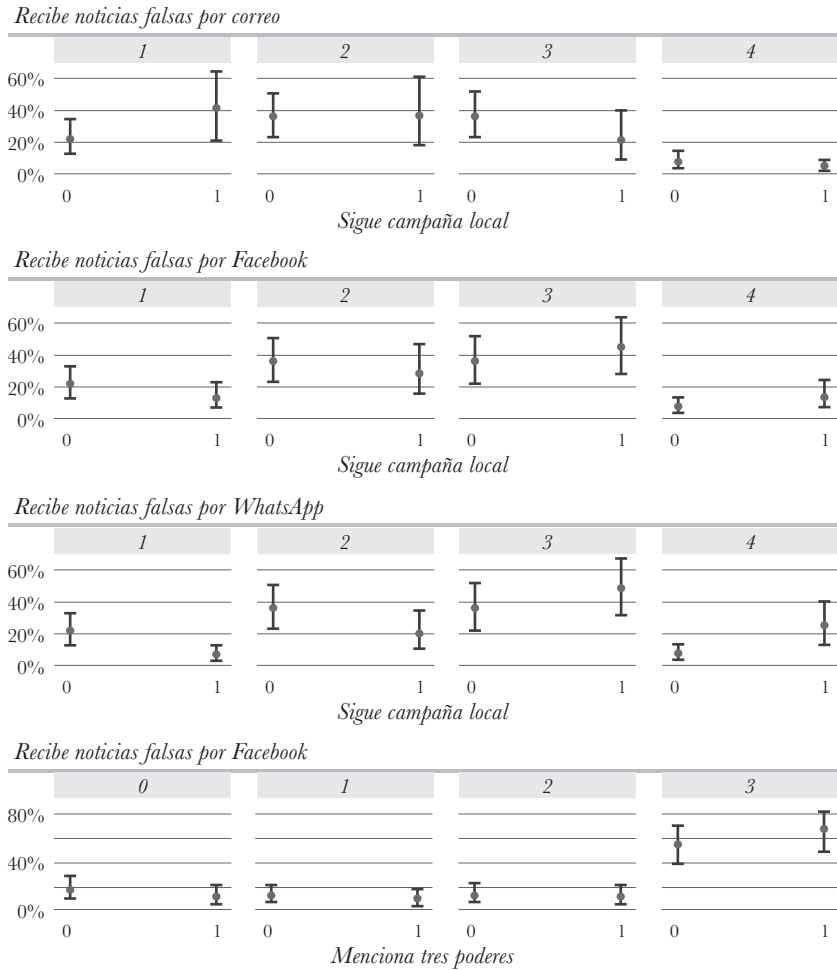 Recibe noticias falsas por correo
1 2 3 4
60%
40%
20%
0%
0 1 0 1 0 1 0 1
Sigue campaña local
Recibe noticias falsas por Facebook
1 2 3 4
60%
40%
20%
0%
0 1 0 1 0 1 0 1
Sigue campaña local
Recibe noticias falsas por WhatsApp
1 2 3 4
60%
40%
20%
0%
0 1 0 1 0 1 0 1
Sigue campaña local
Recibe noticias falsas por Facebook
0 1 2 3
80%
40%
0%
0 1 0 1 0 1 0 1
Menciona tres poderes